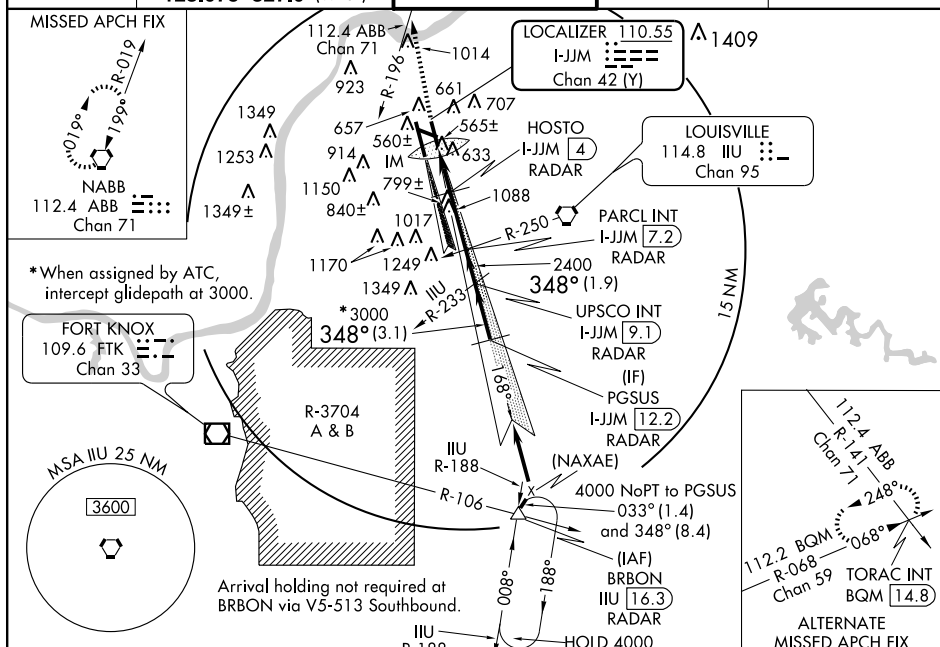 MISSED APCH FIX
R-019
019°
199°
NABB
112.4 ABB
Chan 71
112.4 ABB
Chan 71
R-196
1014
923
LOCALIZER 110.55
I-JJM
Chan 42 (Y)
1409
661
707
657
565±
560±
633
IM
1349
1253
1349±
914
1150
799±
840±
1017
1170
1249
1349
1088
HOSTO
I-JJM 4
RADAR
LOUISVILLE
114.8 IIU
Chan 95
R-250
PARCL INT
I-JJM 7.2
RADAR
2400
348° (1.9)
IIU
R-233
*3000
348° (3.1)
UPSCO INT
I-JJM 9.1
RADAR
(IF)
PGSUS
I-JJM 12.2
RADAR
15 NM
*When assigned by ATC,
intercept glidepath at 3000.
FORT KNOX
109.6 FTK
Chan 33
R-3704
A & B
168°
IIU
R-188
(NAXAE)
R-106
4000 NoPT to PGSUS
033° (1.4)
and 348° (8.4)
(IAF)
BRBON
IIU 16.3
RADAR
008°
188°
HOLD 4000
MSA IIU 25 NM
3600
Arrival holding not required at
BRBON via V5-513 Southbound.
IIU
112.4 ABB
R-141
Chan 71
248°
068°
112.2 BQM
R-068
Chan 59
TORAC INT
BQM 14.8
ALTERNATE
MISSED APCH FIX